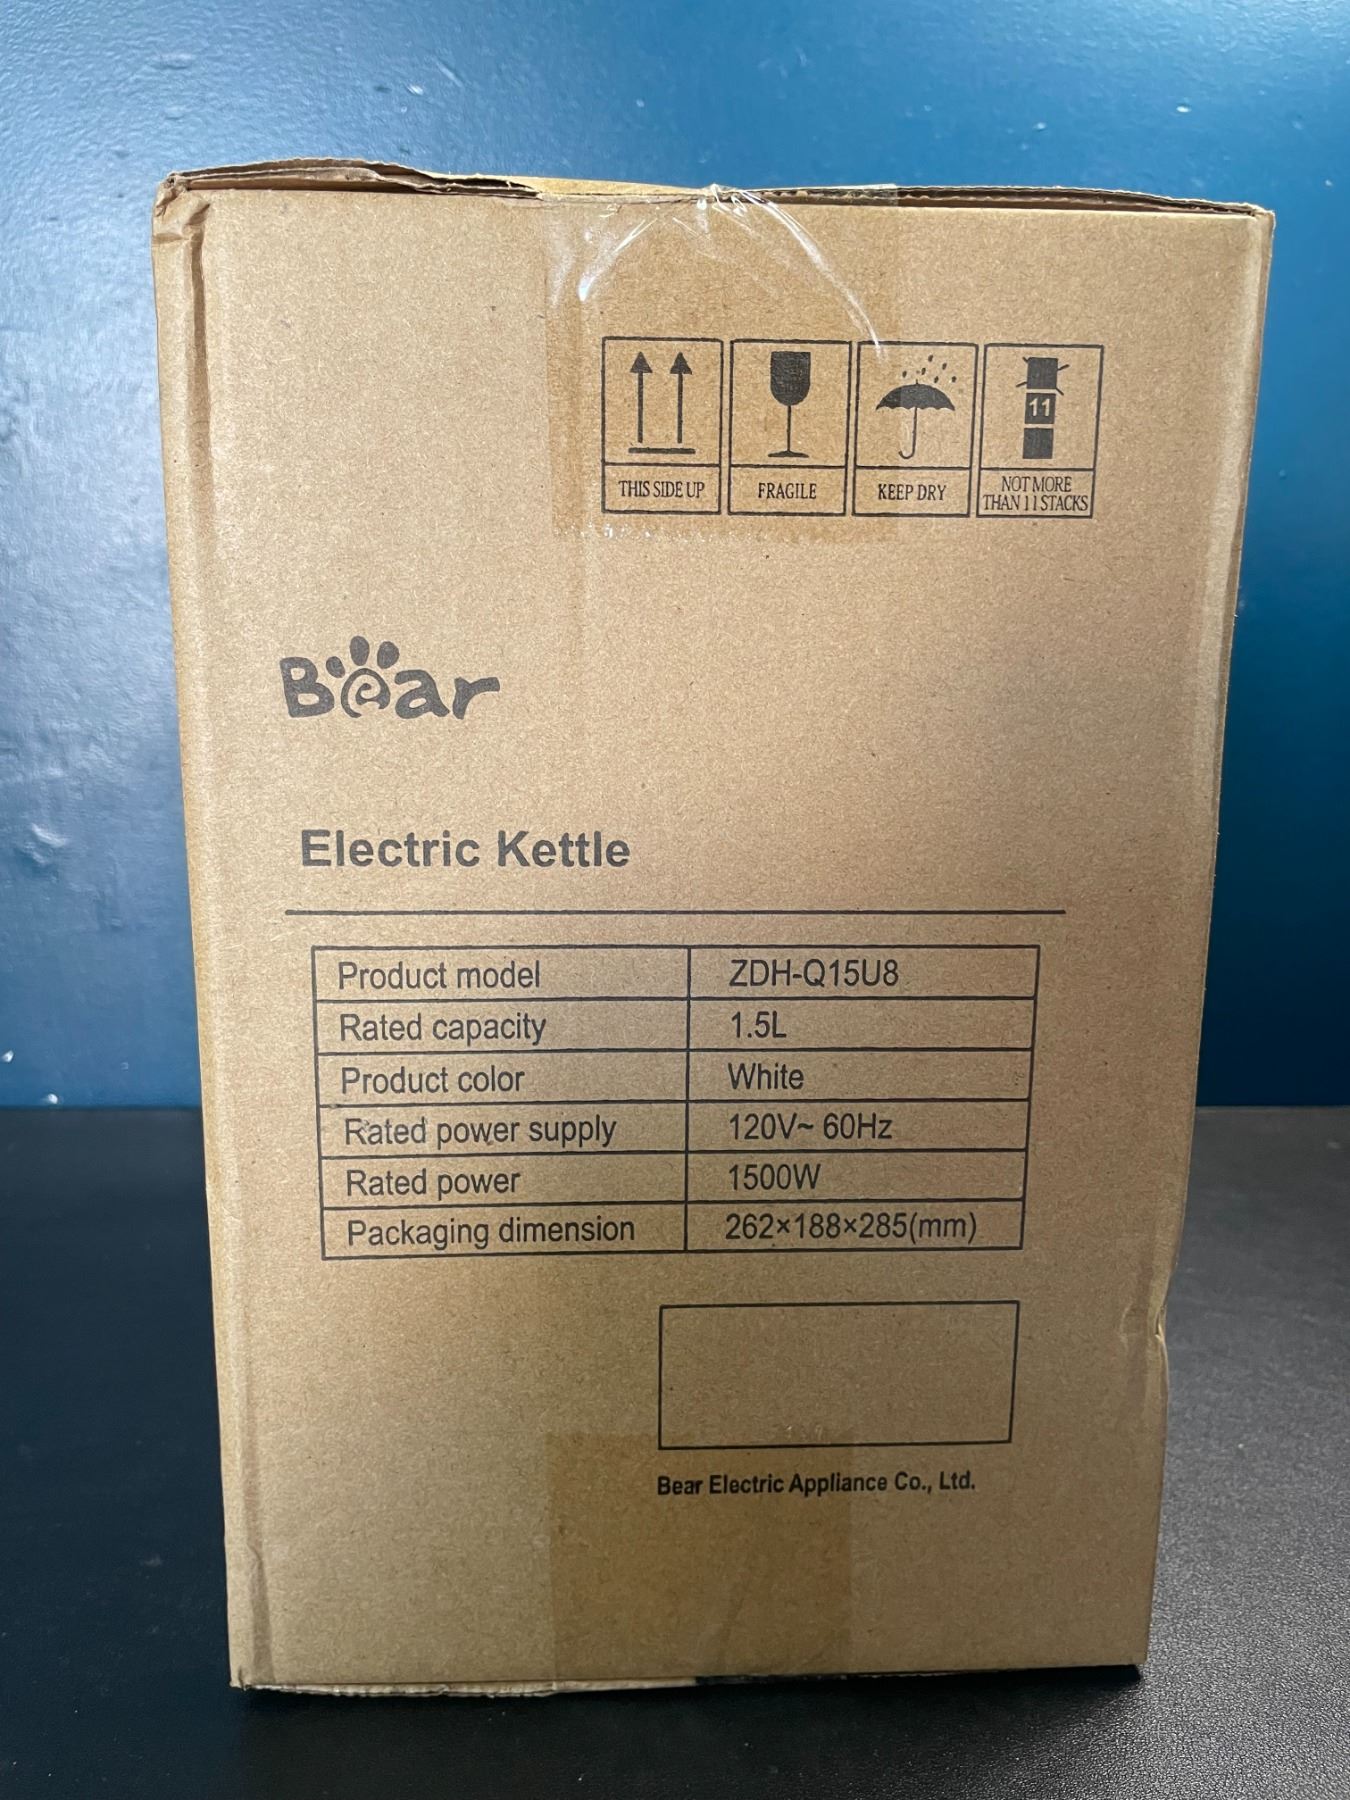 11
THIS SIDE UP
FRAGILE
KEEP DRY
NOT MORE
THAN 11 STACKS
Bear
Electric Kettle
Product model ZDH-Q15U8
Rated capacity 1.5L
Product color White
Rated power supply 120V~ 60Hz
Rated power 1500W
Packaging dimension 262×188×285(mm)
Bear Electric Appliance Co., Ltd.